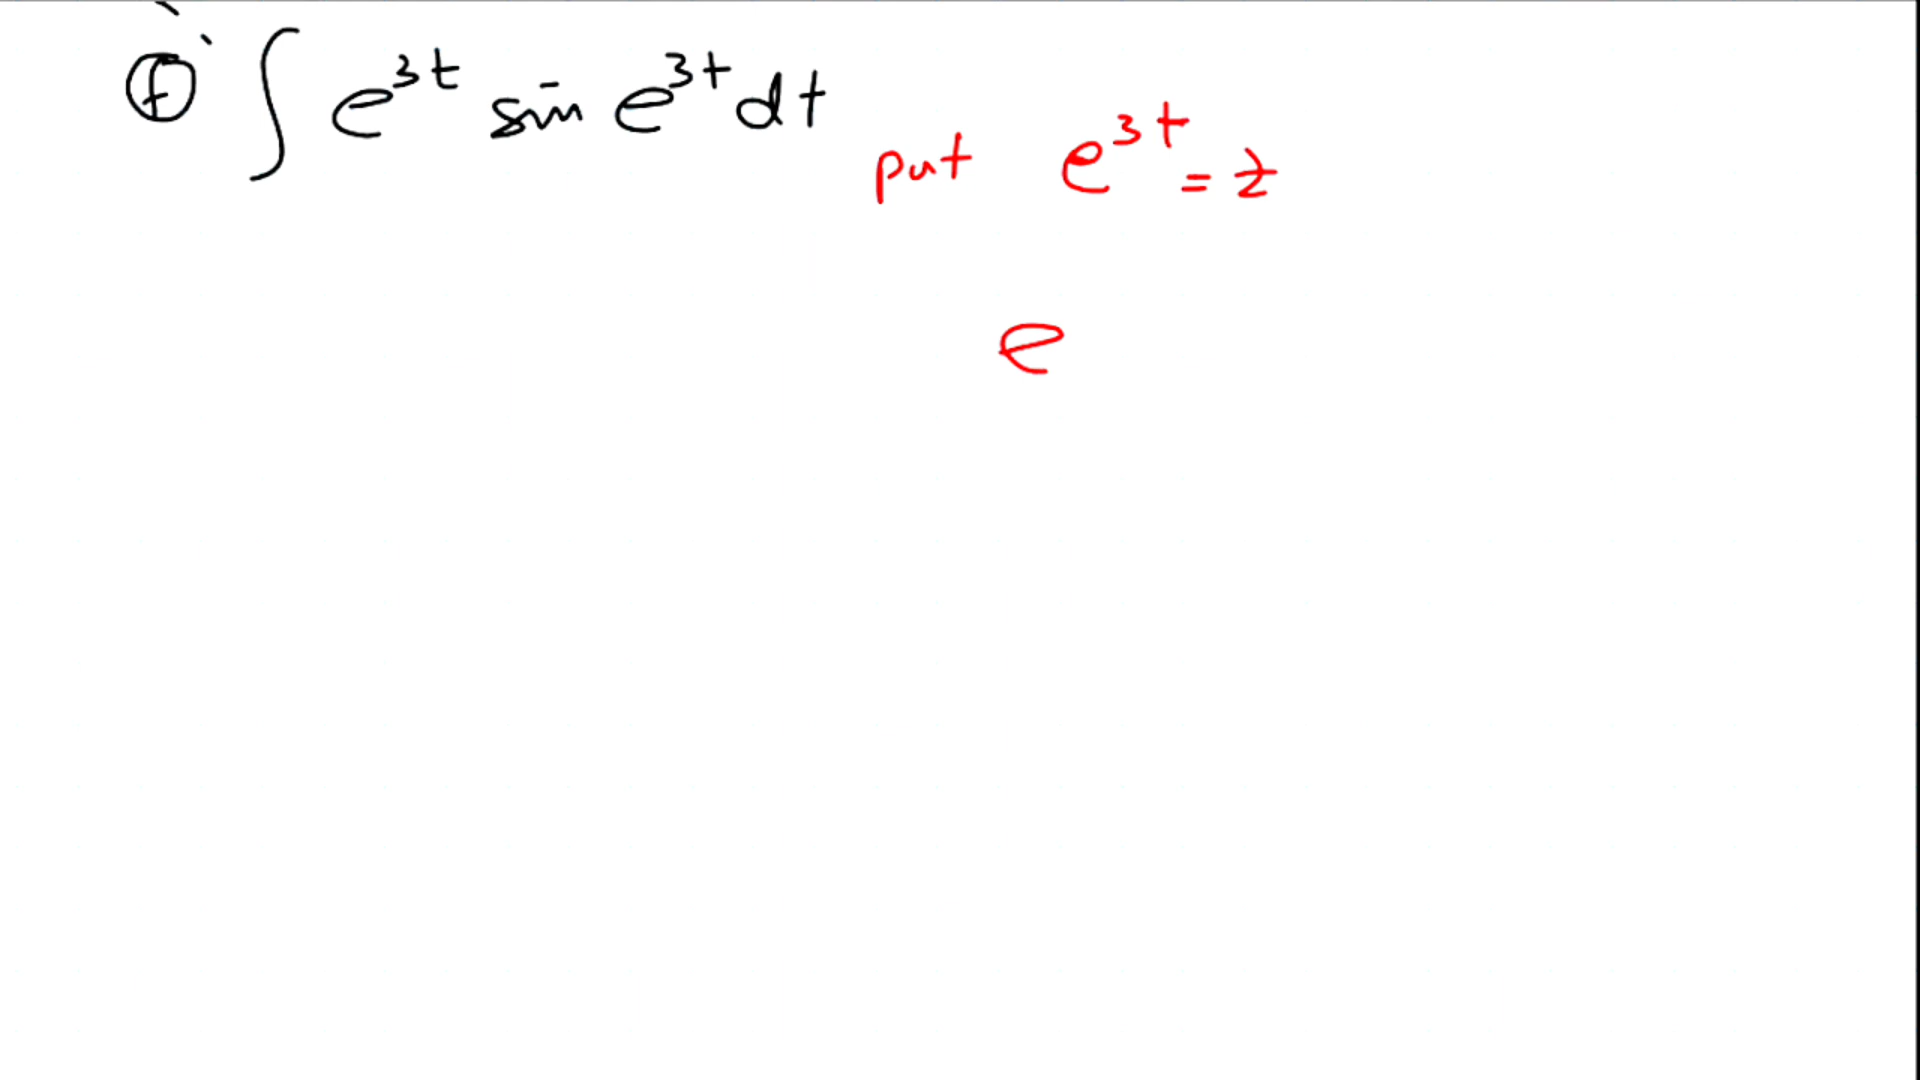 ⓕ ∫ e^{3t} sin e^{3t} dt
put e^{3t} = z
e